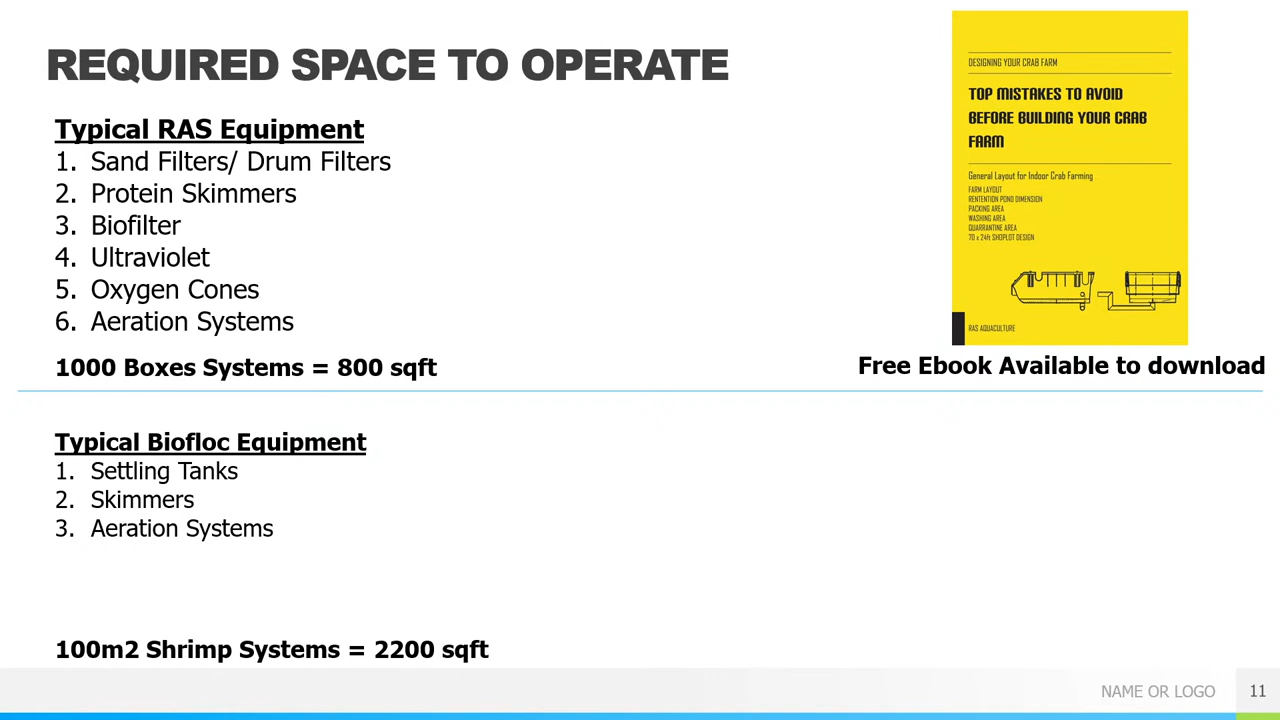 REQUIRED SPACE TO OPERATE
Typical RAS Equipment
1. Sand Filters/ Drum Filters
2. Protein Skimmers
3. Biofilter
4. Ultraviolet
5. Oxygen Cones
6. Aeration Systems
1000 Boxes Systems = 800 sqft
DESIGNING YOUR CRAB FARM
TOP MISTAKES TO AVOID
BEFORE BUILDING YOUR CRAB
FARM
General Layout for Indoor Crab Farming
FARM LAYOUT
RENTENTION POND DIMENSION
PACKING AREA
WASHING AREA
QUARRANTINE AREA
70 x 24ft SHOPLOT DESIGN
RAS AQUACULTURE
Free Ebook Available to download
Typical Biofloc Equipment
1. Settling Tanks
2. Skimmers
3. Aeration Systems
100m2 Shrimp Systems = 2200 sqft
NAME OR LOGO
11